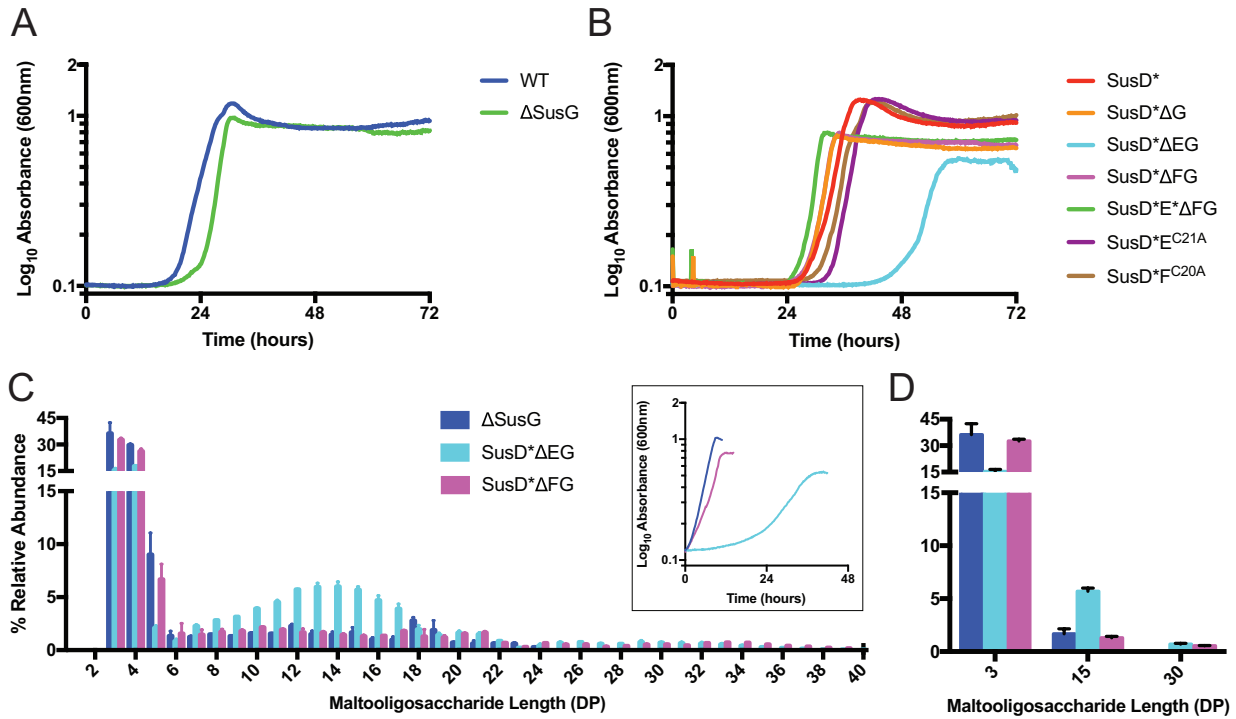 A
2
1
0.1
Log10 Absorbance (600nm)
0
24
48
72
Time (hours)
WT
ΔSusG
B
2
1
0.1
Log10 Absorbance (600nm)
0
24
48
72
Time (hours)
SusD*
SusD*ΔG
SusD*ΔEG
SusD*ΔFG
SusD*E*ΔFG
SusD*E^C21A
SusD*F^C20A
C
45
30
15
15
10
5
0
% Relative Abundance
2
4
6
8
10
12
14
16
18
20
22
24
26
28
30
32
34
36
38
40
Maltooligosaccharide Length (DP)
ΔSusG
SusD*ΔEG
SusD*ΔFG
2
1
0.1
Log10 Absorbance (600nm)
0
24
48
Time (hours)
D
45
30
15
15
10
5
0
3
15
30
Maltooligosaccharide Length (DP)